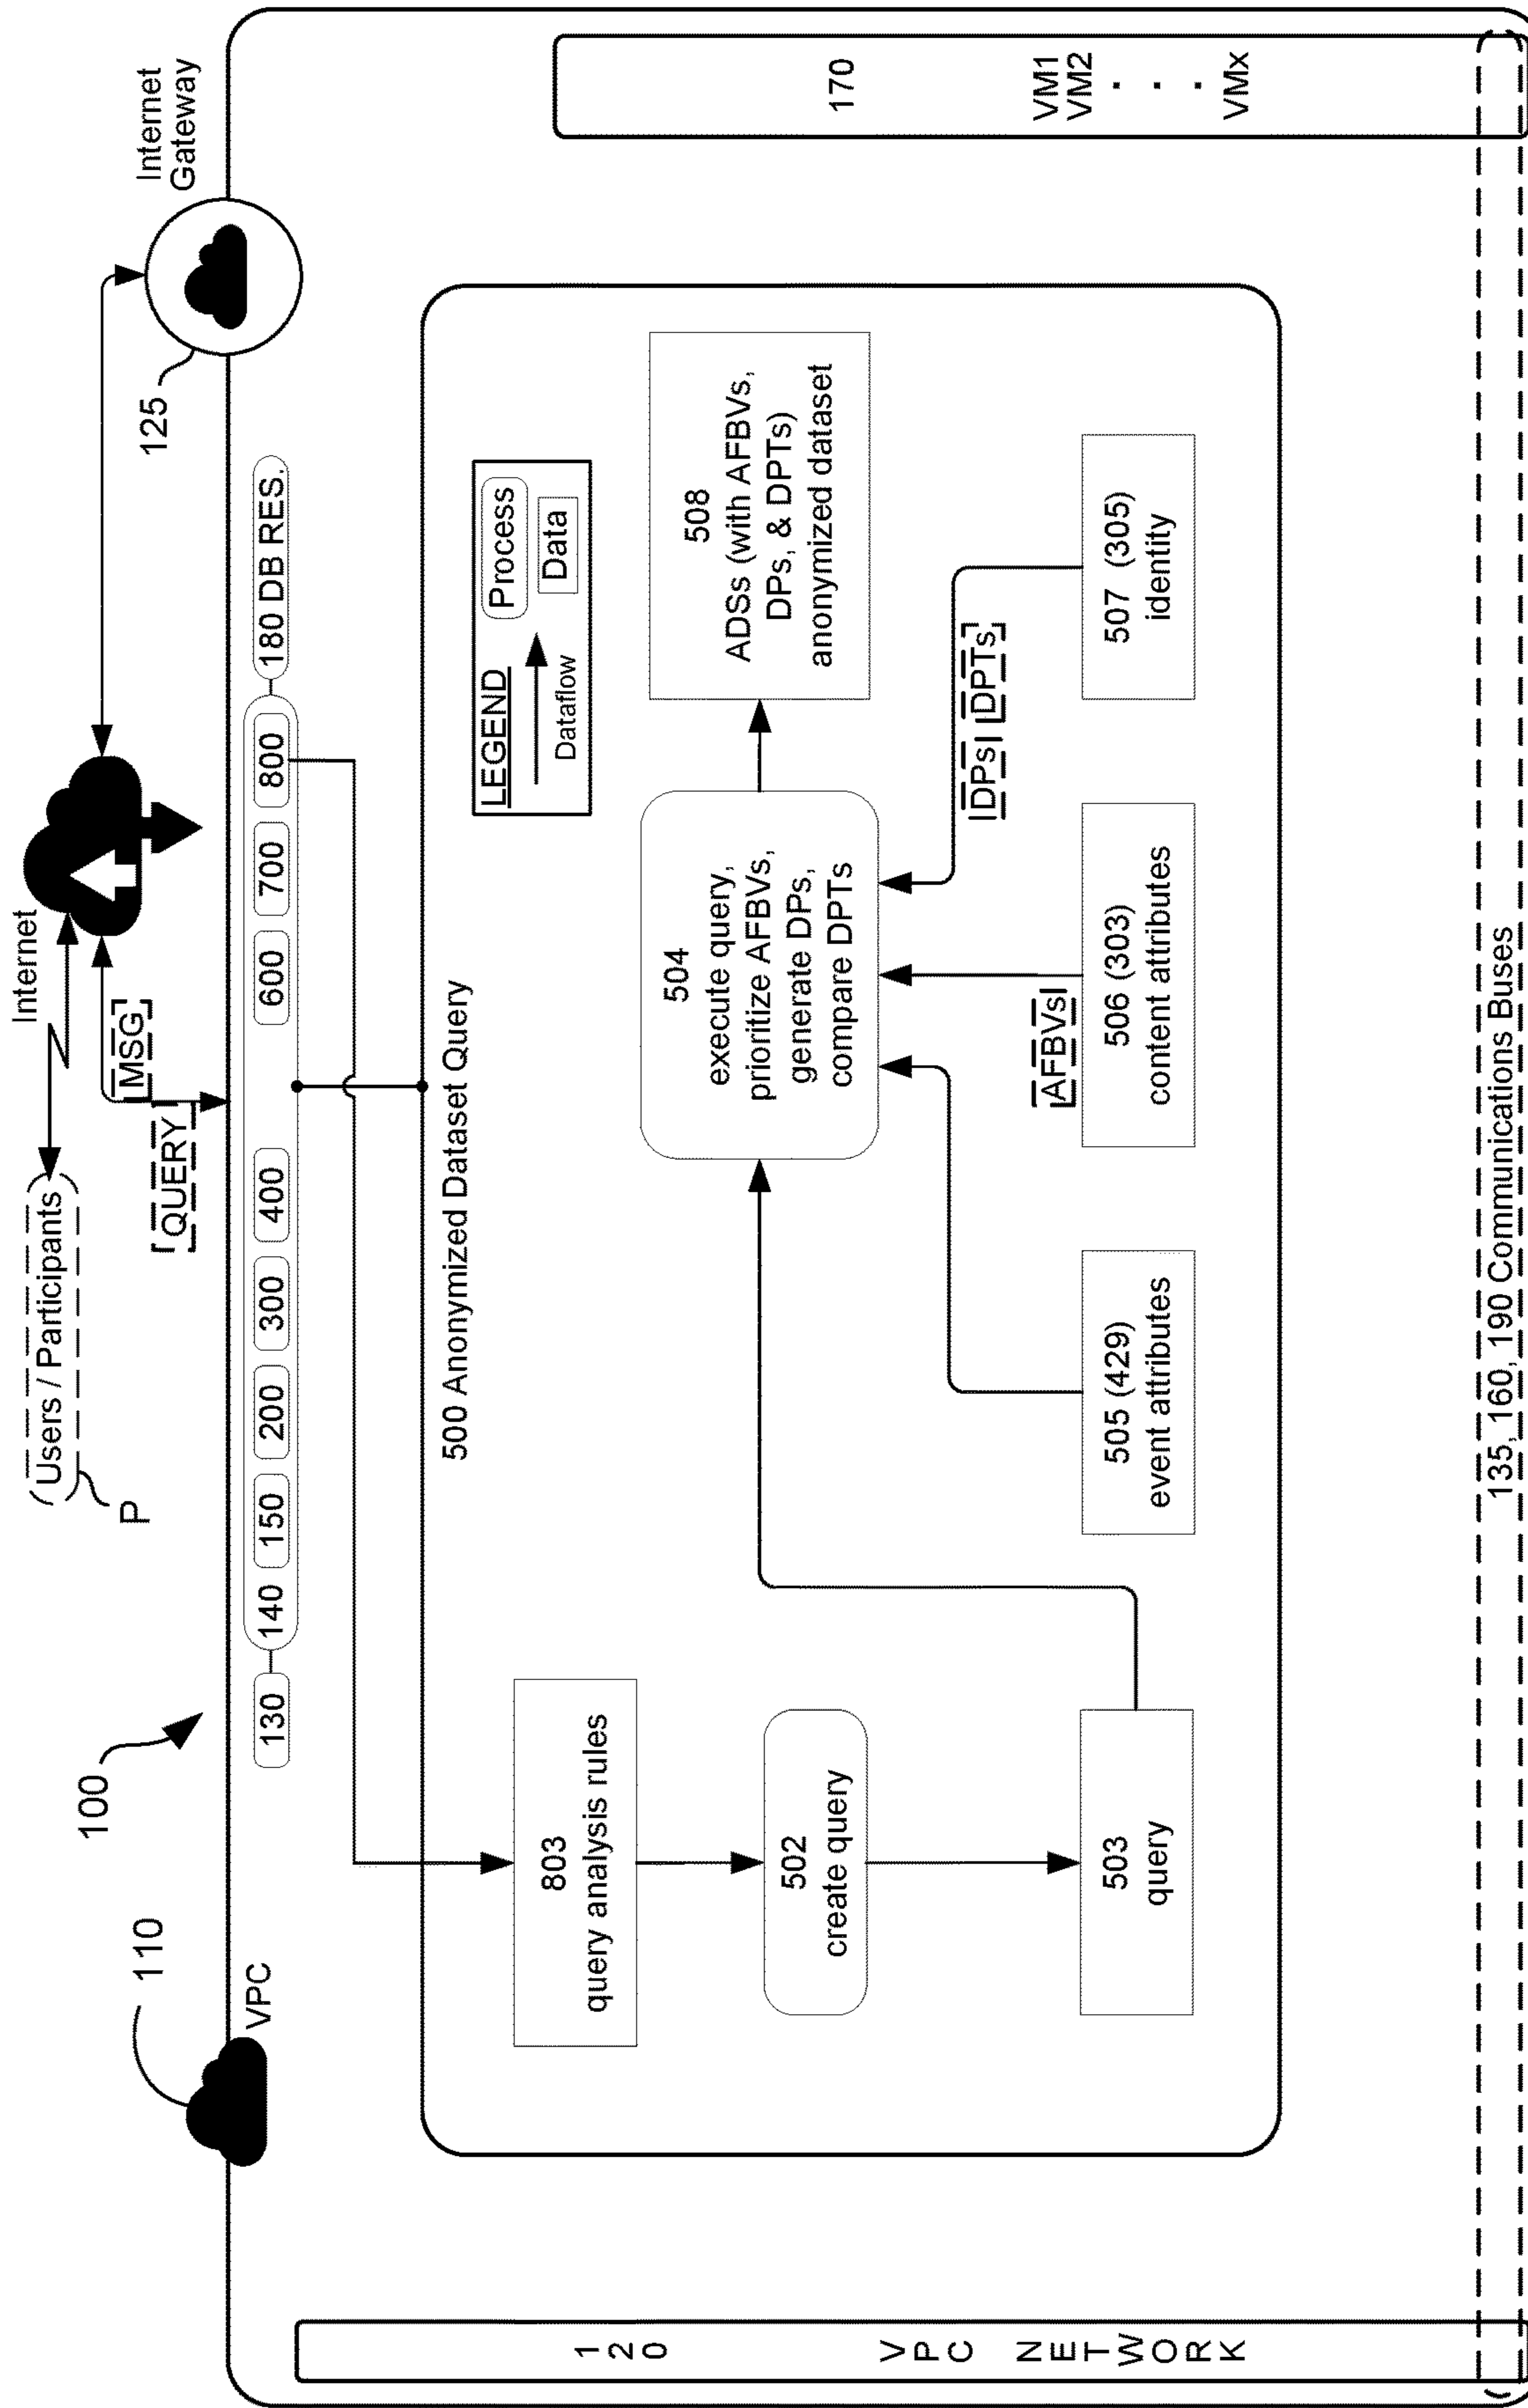 Users / Participants
P
Internet
MSG
QUERY
Internet
Gateway
125
100
110
VPC
130
140
150
200
300
400
600
700
800
180 DB RES.
500 Anonymized Dataset Query
LEGEND
Dataflow
Process
Data
803
query analysis rules
502
create query
503
query
504
execute query,
prioritize AFBVs,
generate DPs,
compare DPTs
508
ADSs (with AFBVs,
DPs, & DPTs)
anonymized dataset
AFBVs
DPs
DPTs
505 (429)
event attributes
506 (303)
content attributes
507 (305)
identity
120
VPC NETWORK
170
VM1
VM2
.
.
.
VMx
135, 160, 190 Communications Buses